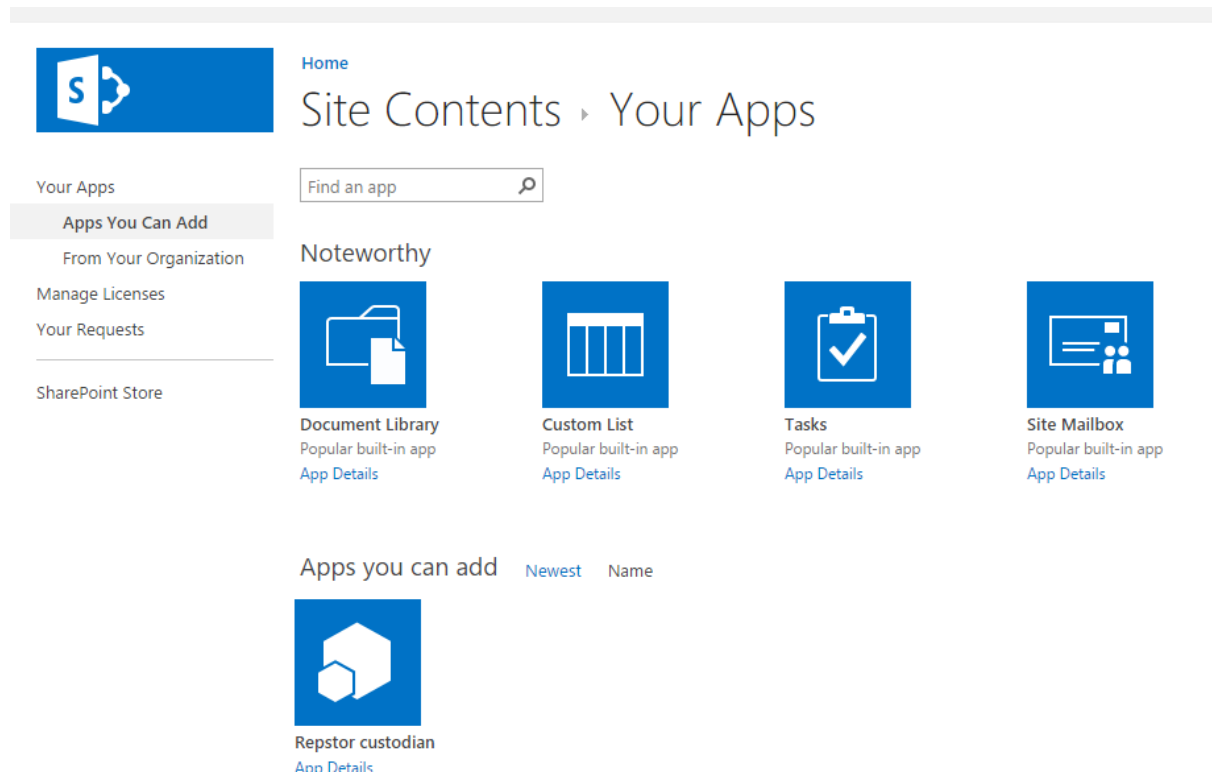 S
Home
Site Contents ▸ Your Apps
Find an app
Your Apps
Apps You Can Add
From Your Organization
Manage Licenses
Your Requests
SharePoint Store
Noteworthy
Document Library
Popular built-in app
App Details
Custom List
Popular built-in app
App Details
Tasks
Popular built-in app
App Details
Site Mailbox
Popular built-in app
App Details
Apps you can add Newest Name
Repstor custodian
App Details